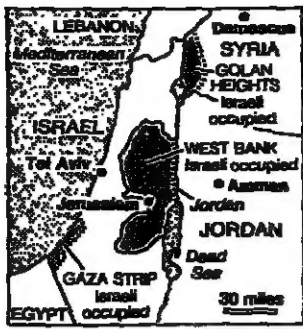 LEBANON
Damascus
Mediterranean
Sea
SYRIA
GOLAN
HEIGHTS
Israeli
occupied
ISRAEL
Tel Aviv
WEST BANK
Israeli occupied
Amman
Jerusalem
Jordan
JORDAN
Dead
Sea
GAZA STRIP
Israeli
occupied
EGYPT
30 miles